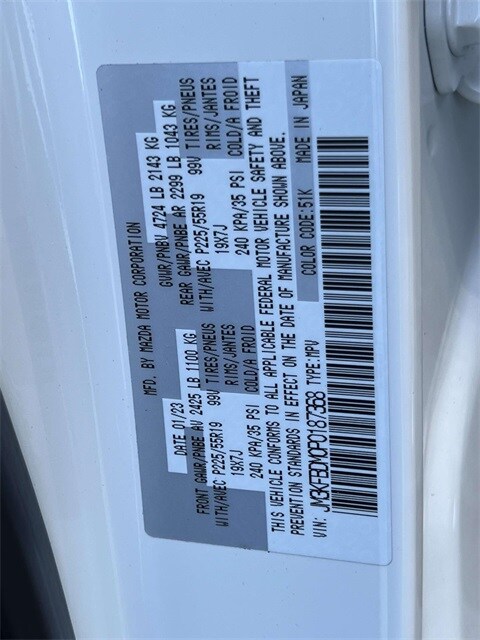 MFD. BY MAZDA MOTOR CORPORATION
DATE 01/23 GVWR/PNBV 4724 LB 2143 KG
FRONT GAWR/PNBE AV 2425 LB 1100 KG REAR GAWR/PNBE AR 2299 LB 1043 KG
WITH/AVEC P225/55R19 99V TIRES/PNEUS WITH/AVEC P225/55R19 99V TIRES/PNEUS
19X7J RIMS/JANTES 19X7J RIMS/JANTES
240 KPA/35 PSI COLD/A FROID 240 KPA/35 PSI COLD/A FROID
THIS VEHICLE CONFORMS TO ALL APPLICABLE FEDERAL MOTOR VEHICLE SAFETY AND THEFT
PREVENTION STANDARDS IN EFFECT ON THE DATE OF MANUFACTURE SHOWN ABOVE.
VIN: JM3KFBDM0P0187368 TYPE:MPV COLOR CODE:51K MADE IN JAPAN